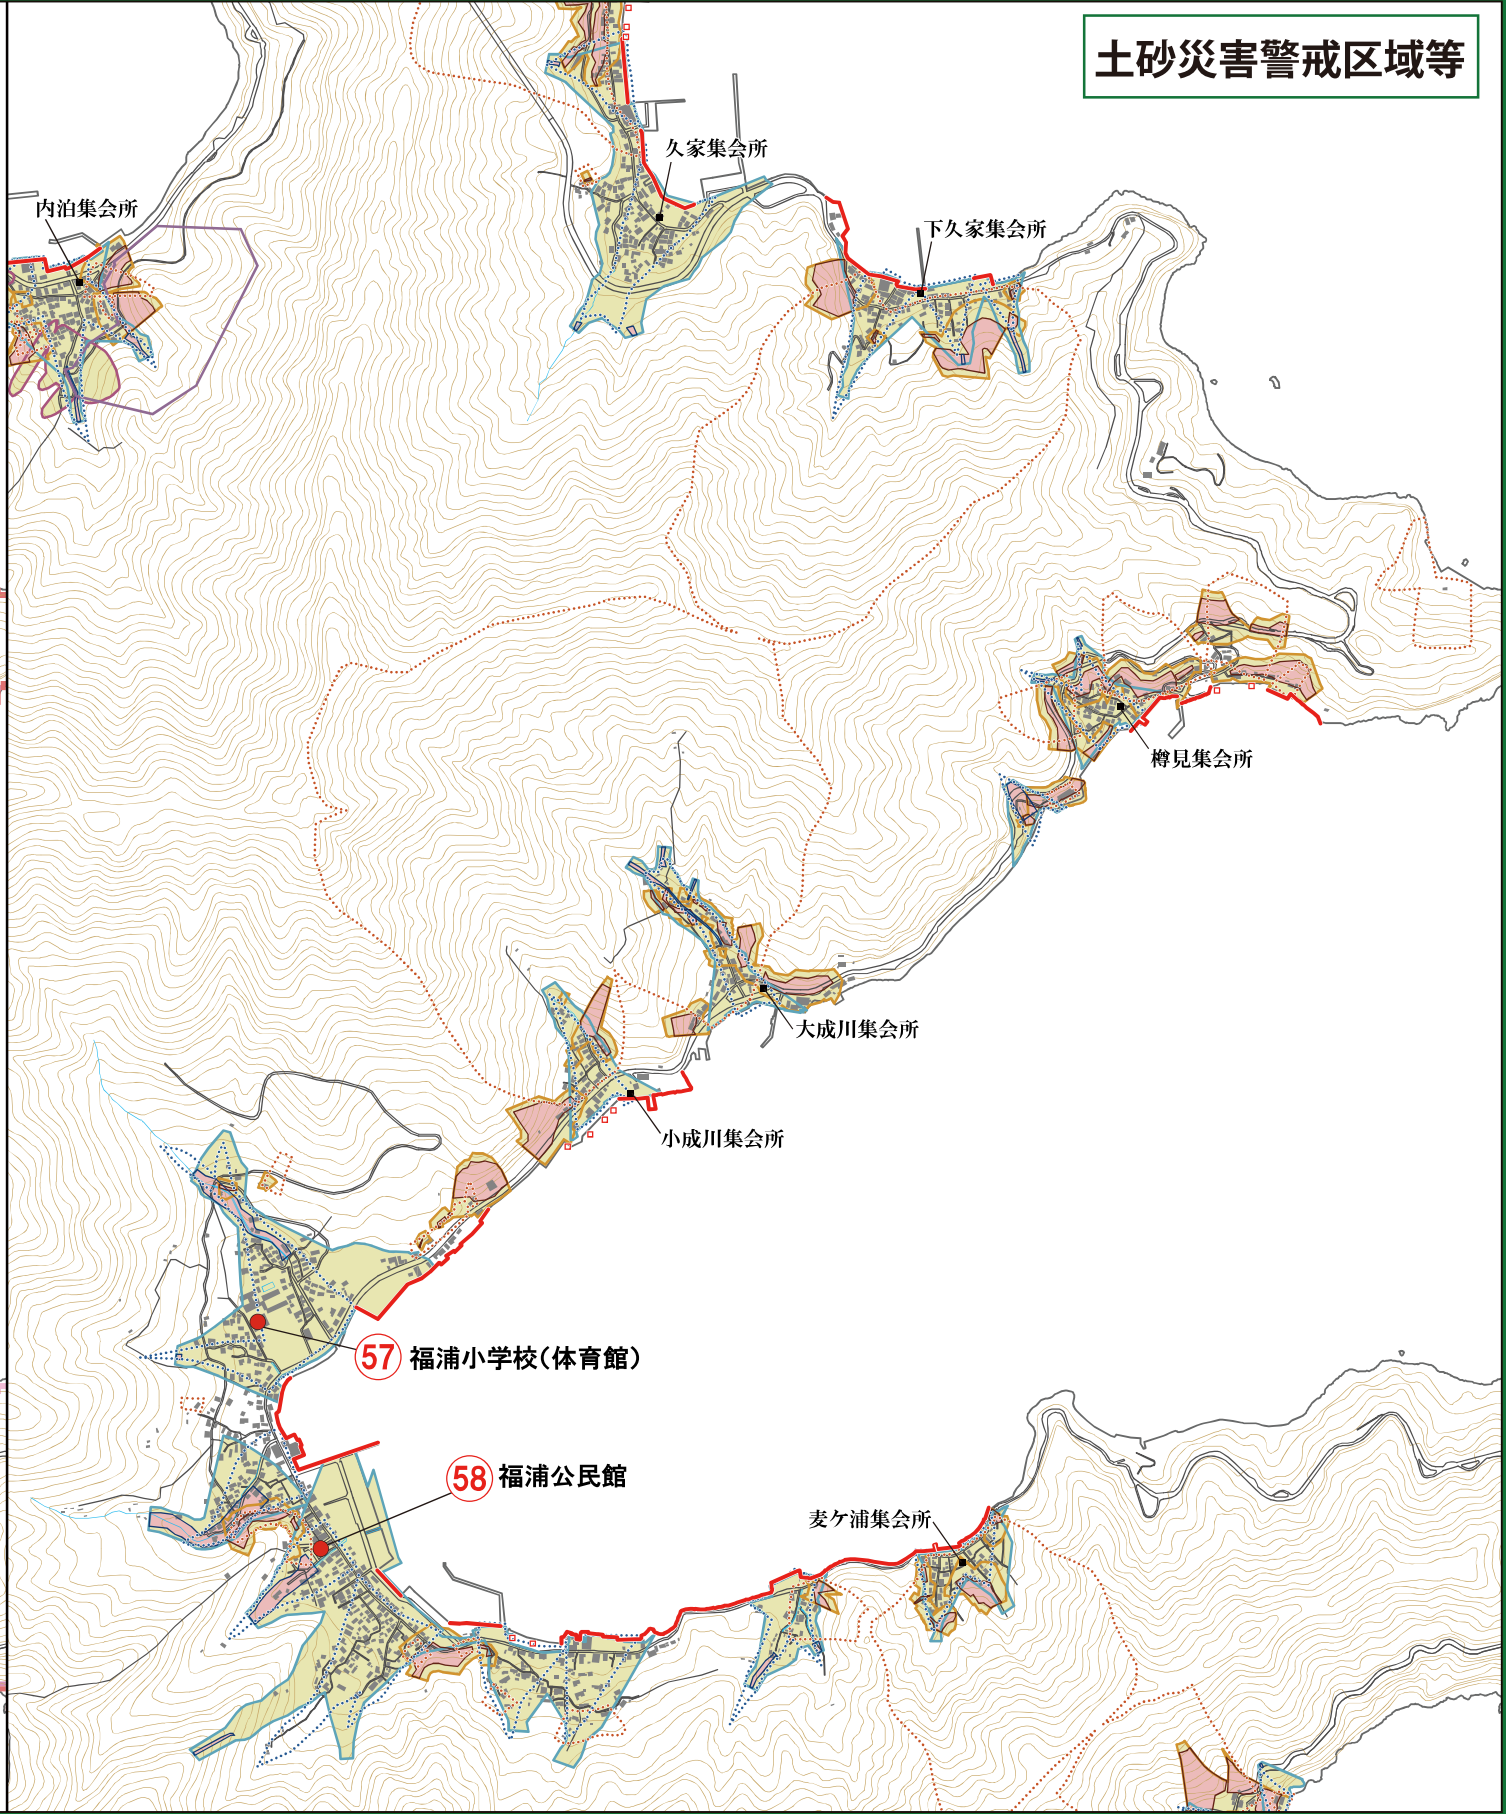 土砂災害警戒区域等
久家集会所
内泊集会所
下久家集会所
樽見集会所
大成川集会所
小成川集会所
57 福浦小学校(体育館)
58 福浦公民館
麦ケ浦集会所